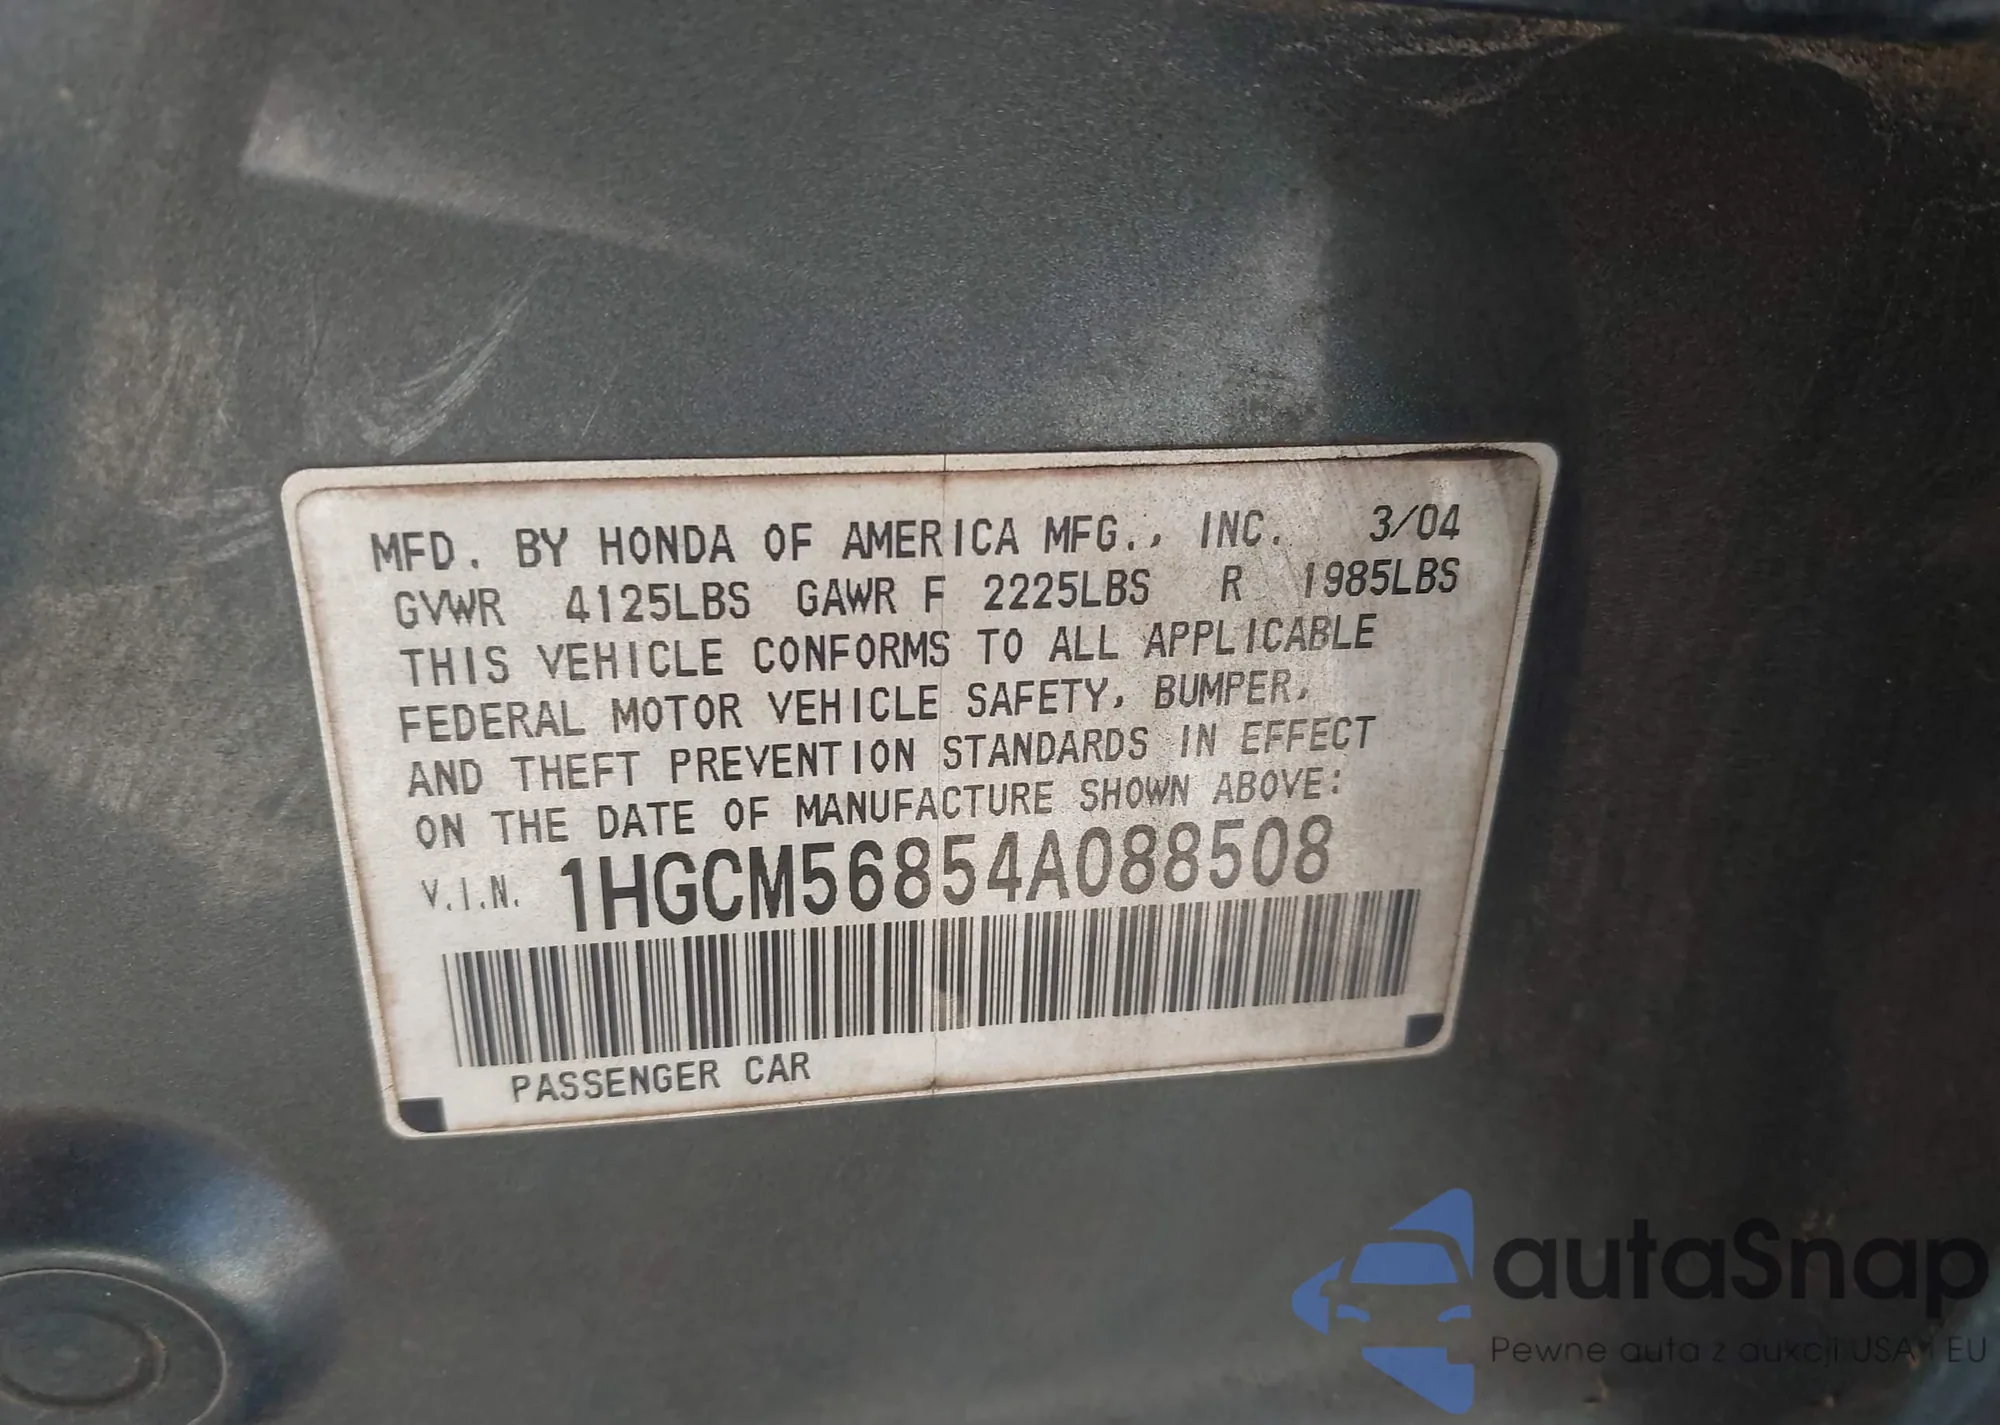 MFD. BY HONDA OF AMERICA MFG., INC. 3/04
GVWR 4125LBS GAWR F 2225LBS R 1985LBS
THIS VEHICLE CONFORMS TO ALL APPLICABLE
FEDERAL MOTOR VEHICLE SAFETY, BUMPER,
AND THEFT PREVENTION STANDARDS IN EFFECT
ON THE DATE OF MANUFACTURE SHOWN ABOVE:
V.I.N. 1HGCM56854A088508
PASSENGER CAR
autaSnap
Pewne auta z aukcji USA i EU